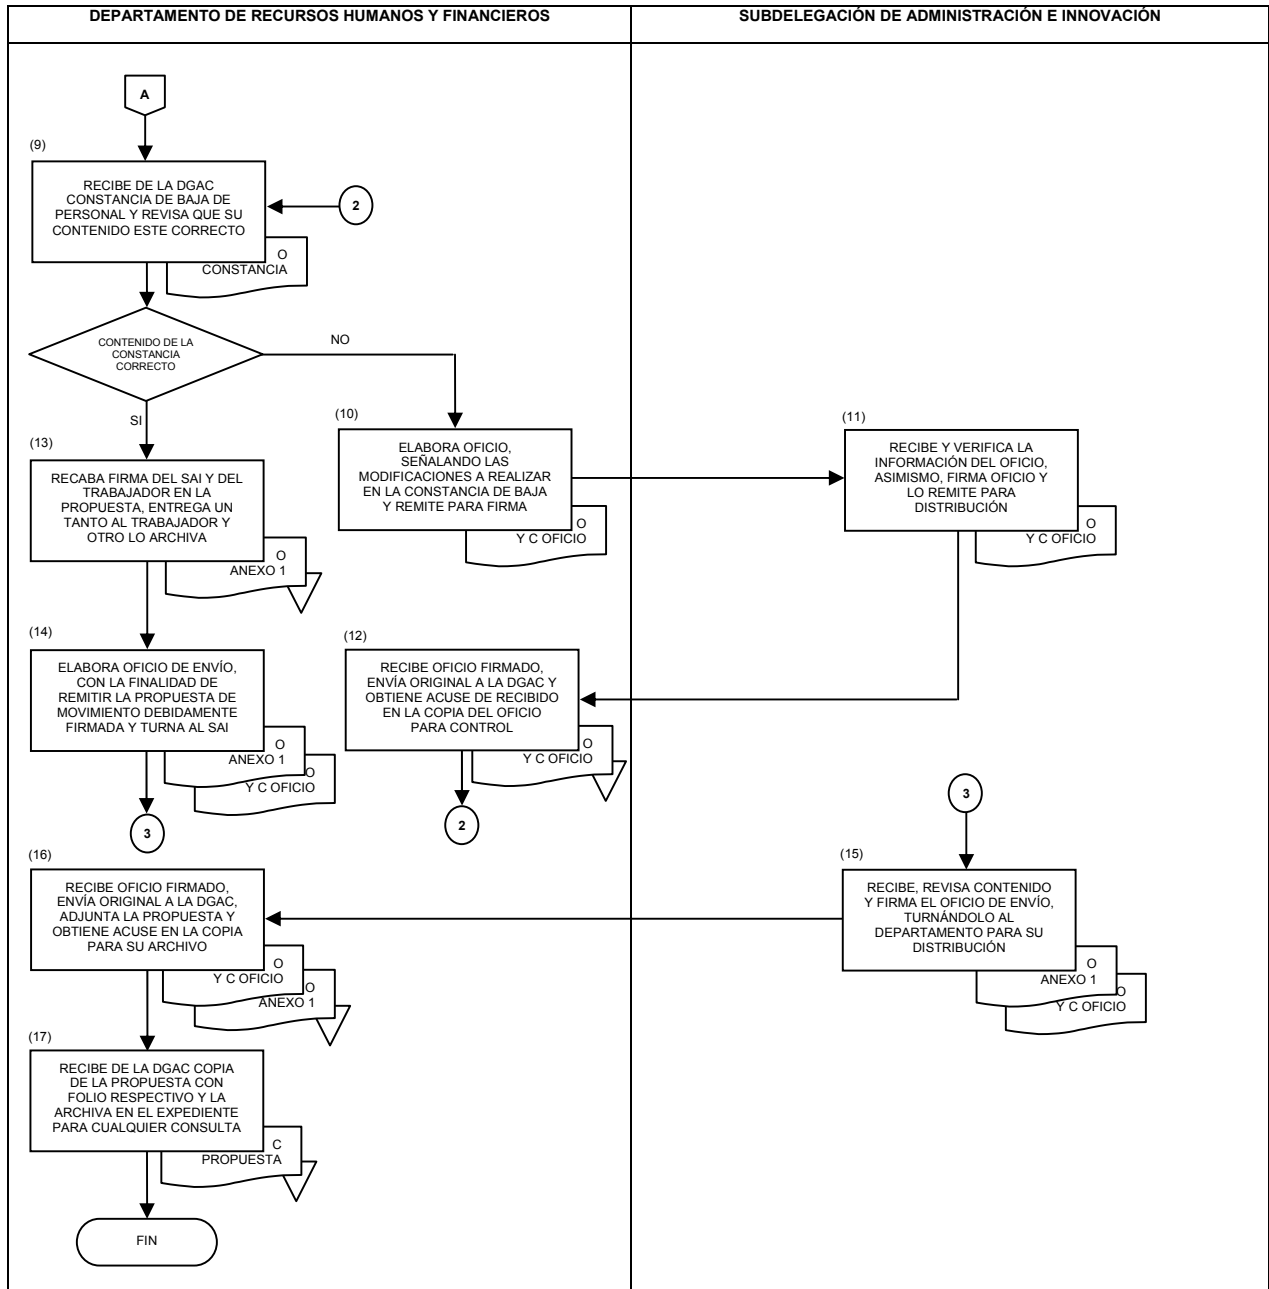 DEPARTAMENTO DE RECURSOS HUMANOS Y FINANCIEROS
SUBDELEGACIÓN DE ADMINISTRACIÓN E INNOVACIÓN
A
(9)
RECIBE DE LA DGAC
CONSTANCIA DE BAJA DE
PERSONAL Y REVISA QUE SU
CONTENIDO ESTE CORRECTO
2
O
CONSTANCIA
CONTENIDO DE LA
CONSTANCIA
CORRECTO
NO
SI
(10)
ELABORA OFICIO,
SEÑALANDO LAS
MODIFICACIONES A REALIZAR
EN LA CONSTANCIA DE BAJA
Y REMITE PARA FIRMA
O
Y C OFICIO
(11)
RECIBE Y VERIFICA LA
INFORMACIÓN DEL OFICIO,
ASIMISMO, FIRMA OFICIO Y
LO REMITE PARA
DISTRIBUCIÓN
O
Y C OFICIO
(13)
RECABA FIRMA DEL SAI Y DEL
TRABAJADOR EN LA
PROPUESTA, ENTREGA UN
TANTO AL TRABAJADOR Y
OTRO LO ARCHIVA
O
ANEXO 1
(12)
RECIBE OFICIO FIRMADO,
ENVÍA ORIGINAL A LA DGAC Y
OBTIENE ACUSE DE RECIBIDO
EN LA COPIA DEL OFICIO
PARA CONTROL
O
Y C OFICIO
2
(14)
ELABORA OFICIO DE ENVÍO,
CON LA FINALIDAD DE
REMITIR LA PROPUESTA DE
MOVIMIENTO DEBIDAMENTE
FIRMADA Y TURNA AL SAI
O
ANEXO 1
O
Y C OFICIO
3
3
(15)
RECIBE, REVISA CONTENIDO
Y FIRMA EL OFICIO DE ENVÍO,
TURNÁNDOLO AL
DEPARTAMENTO PARA SU
DISTRIBUCIÓN
O
ANEXO 1
O
Y C OFICIO
(16)
RECIBE OFICIO FIRMADO,
ENVÍA ORIGINAL A LA DGAC,
ADJUNTA LA PROPUESTA Y
OBTIENE ACUSE EN LA COPIA
PARA SU ARCHIVO
O
Y C OFICIO
O
ANEXO 1
(17)
RECIBE DE LA DGAC COPIA
DE LA PROPUESTA CON
FOLIO RESPECTIVO Y LA
ARCHIVA EN EL EXPEDIENTE
PARA CUALQUIER CONSULTA
C
PROPUESTA
FIN